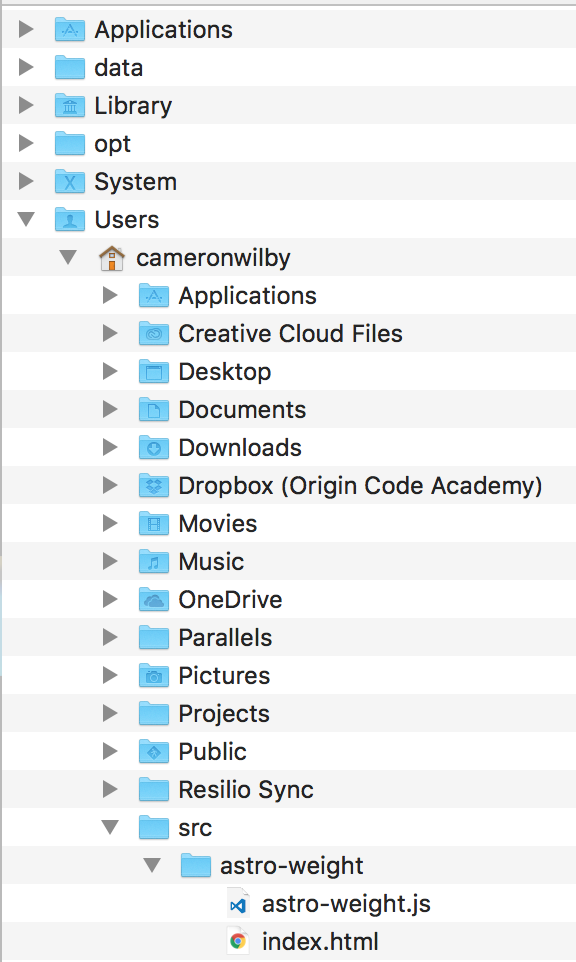 Applications
data
Library
opt
System
Users
cameronwilby
Applications
Creative Cloud Files
Desktop
Documents
Downloads
Dropbox (Origin Code Academy)
Movies
Music
OneDrive
Parallels
Pictures
Projects
Public
Resilio Sync
src
astro-weight
astro-weight.js
index.html